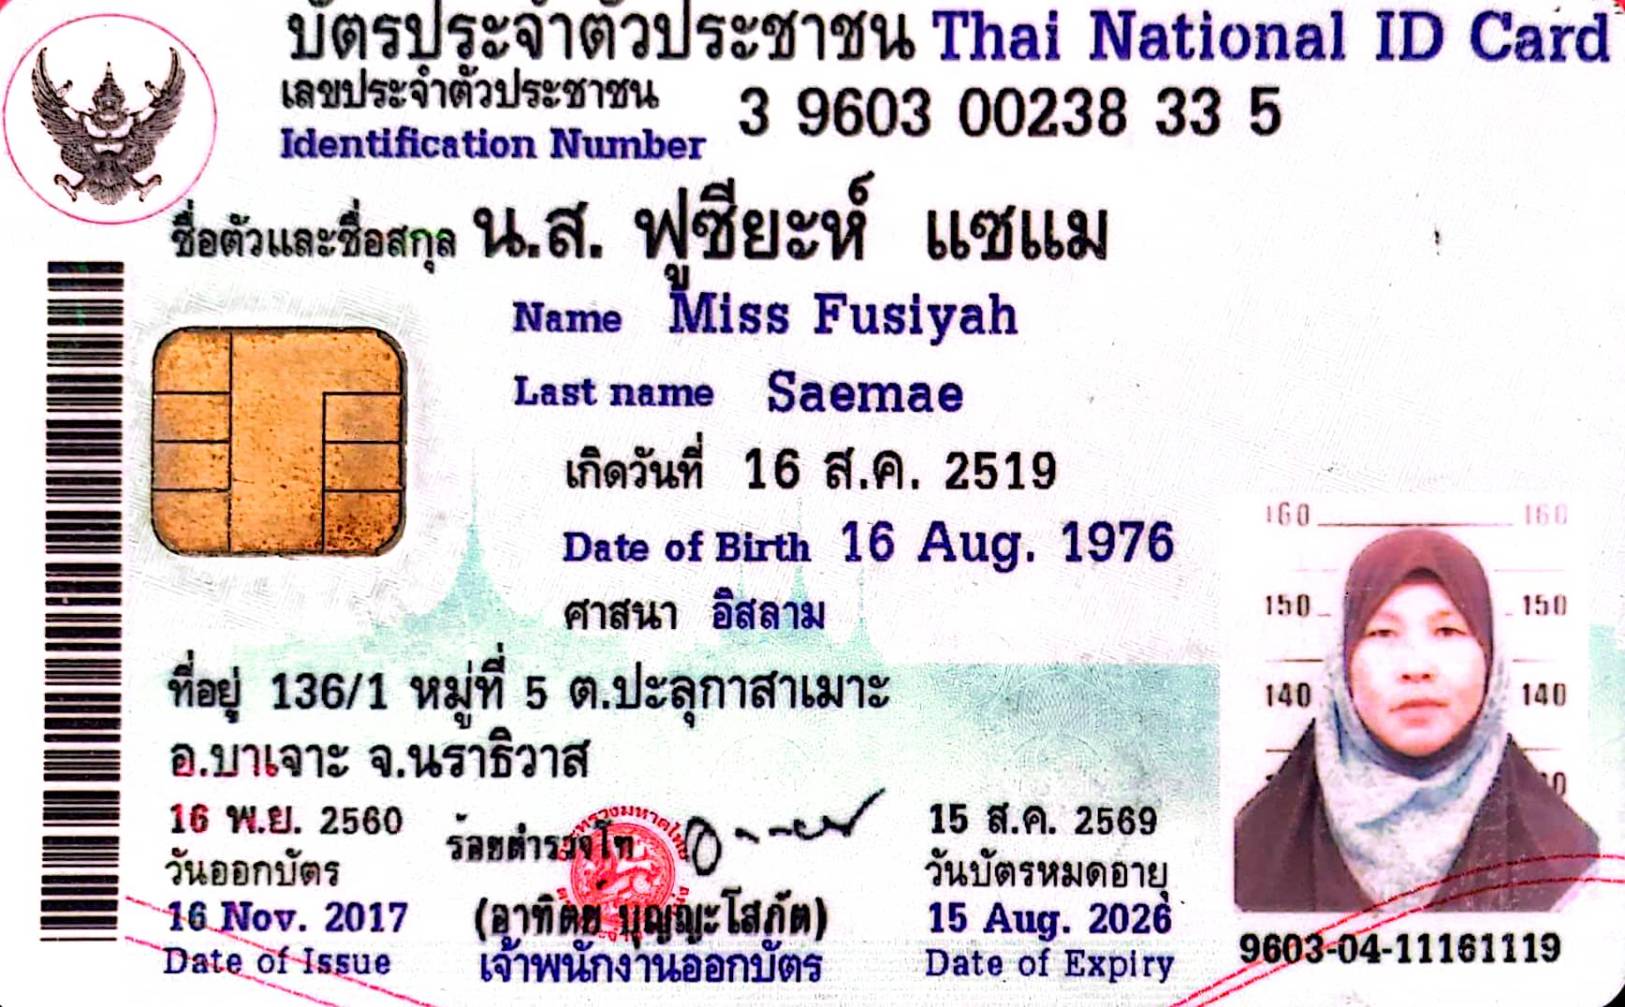 บัตรประจำตัวประชาชน Thai National ID Card
เลขประจำตัวประชาชน 3 9603 00238 33 5
Identification Number
ชื่อตัวและชื่อสกุล น.ส. ฟูซียะห์ แซแม
Name Miss Fusiyah
Last name Saemae
เกิดวันที่ 16 ส.ค. 2519
Date of Birth 16 Aug. 1976
ศาสนา อิสลาม
ที่อยู่ 136/1 หมู่ที่ 5 ต.ปะลุกาสาเมาะ
อ.บาเจาะ จ.นราธิวาส
16 พ.ย. 2560
วันออกบัตร
16 Nov. 2017
Date of Issue
ร้อยตำรวจโท
(อาทิตย์ บุญญะโสภัต)
เจ้าพนักงานออกบัตร
15 ส.ค. 2569
วันบัตรหมดอายุ
15 Aug. 2026
Date of Expiry
160 160
150 150
140 140
9603-04-11161119